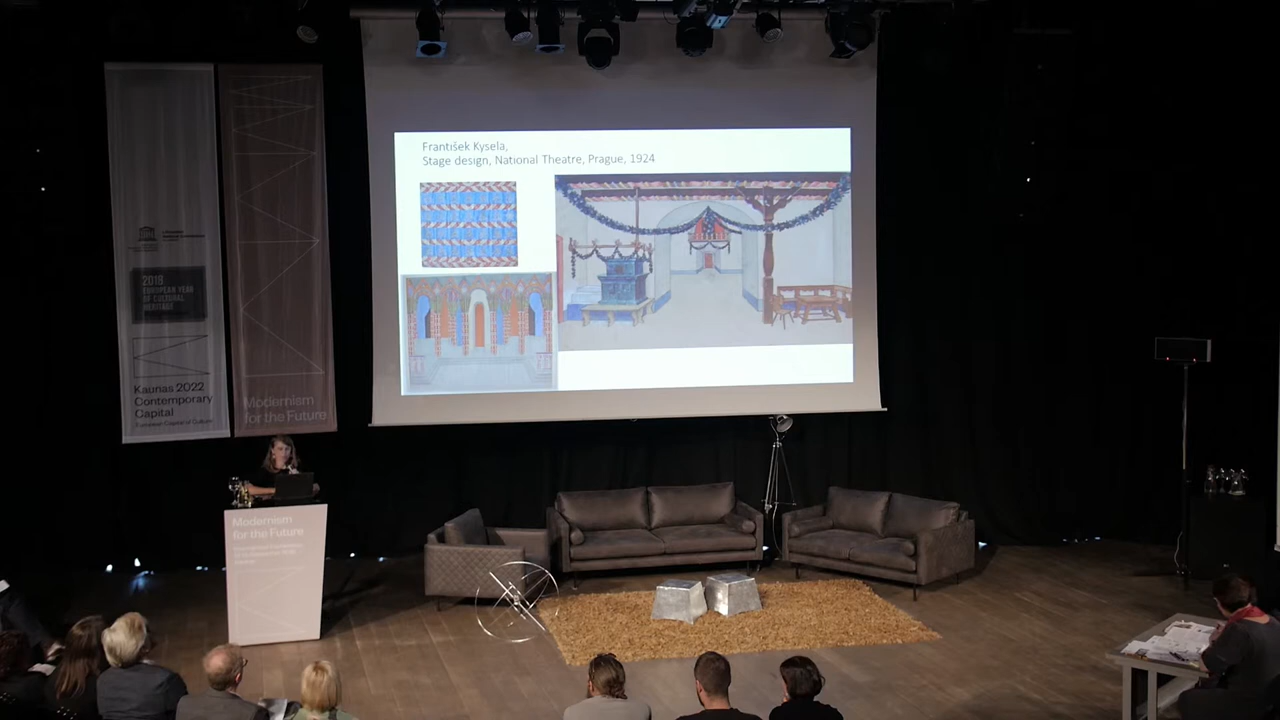 František Kysela,
Stage design, National Theatre, Prague, 1924
2018
EUROPEAN YEAR
OF CULTURAL
HERITAGE
Kaunas 2022
Contemporary
Capital
European Capital of Culture
Modernism
for the Future
Modernism
for the Future